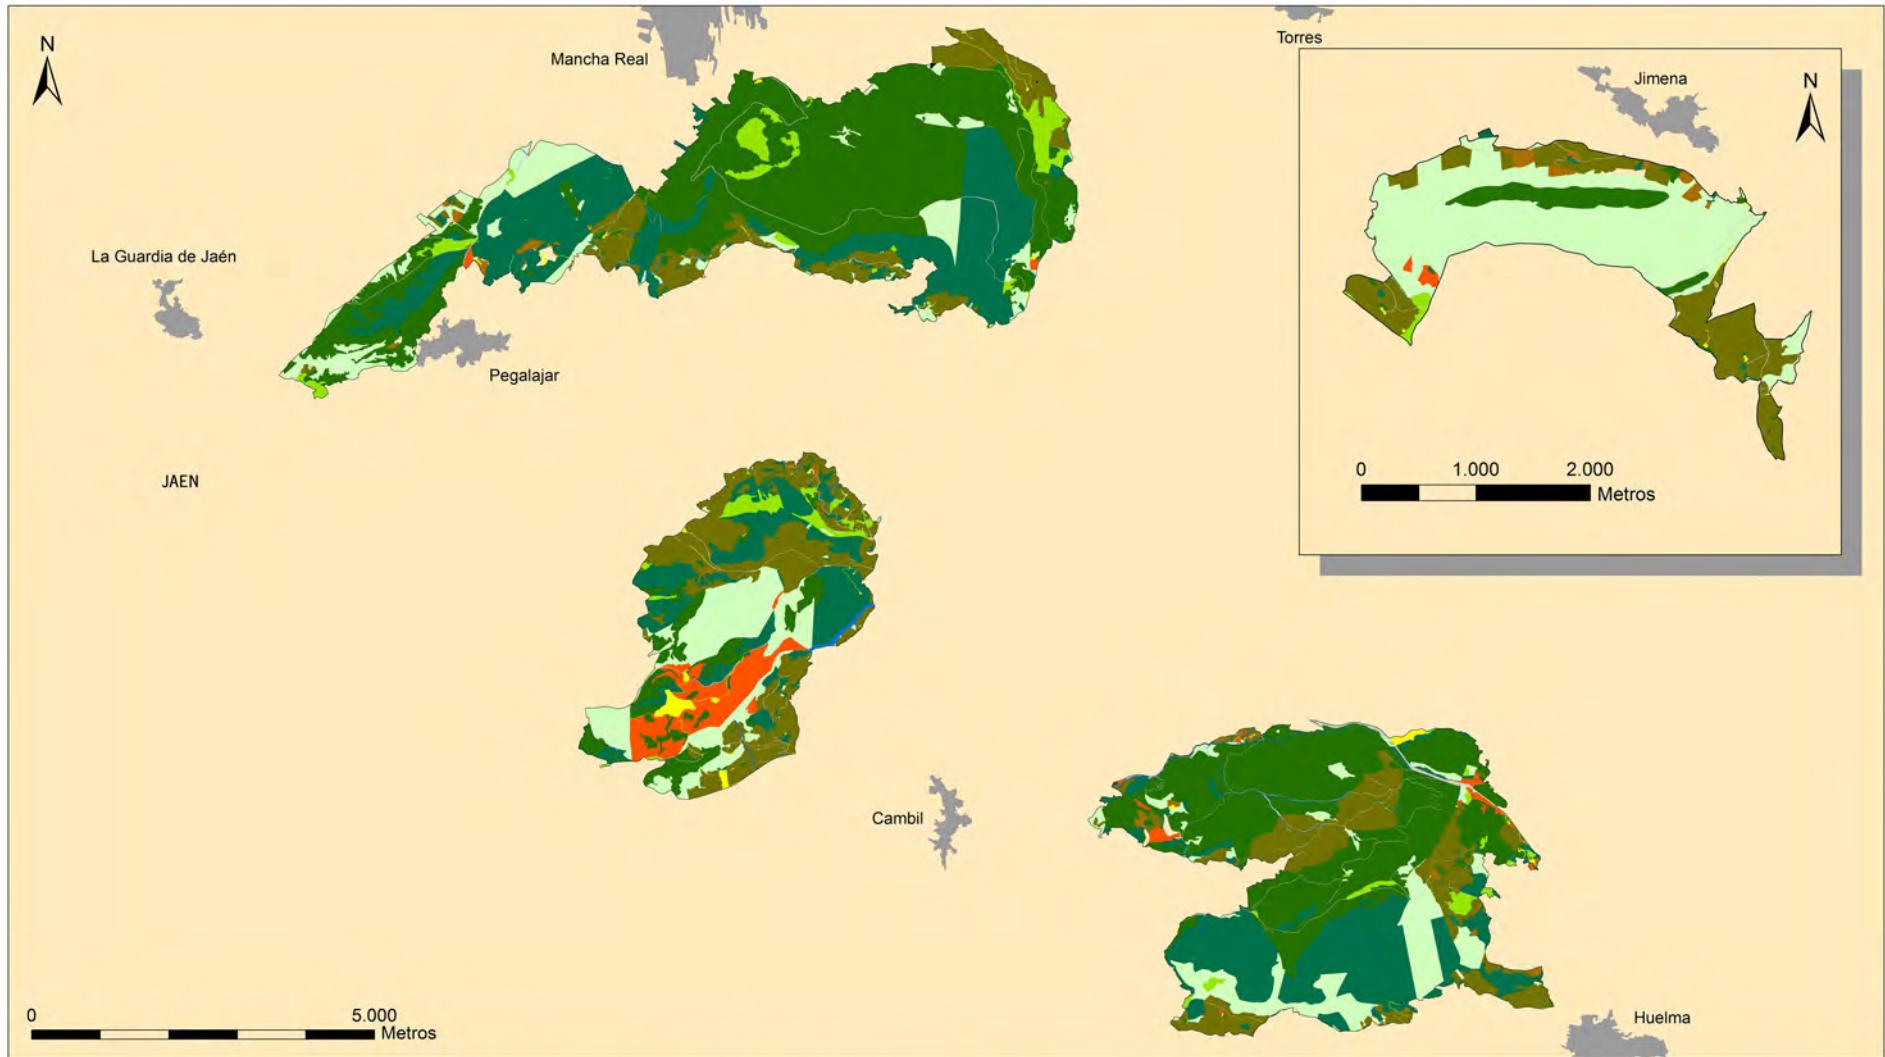 N
Mancha Real
Torres
Jimena
N
La Guardia de Jaén
Pegalajar
JAEN
0 1.000 2.000
Metros
Cambil
0 5.000
Metros
Huelma